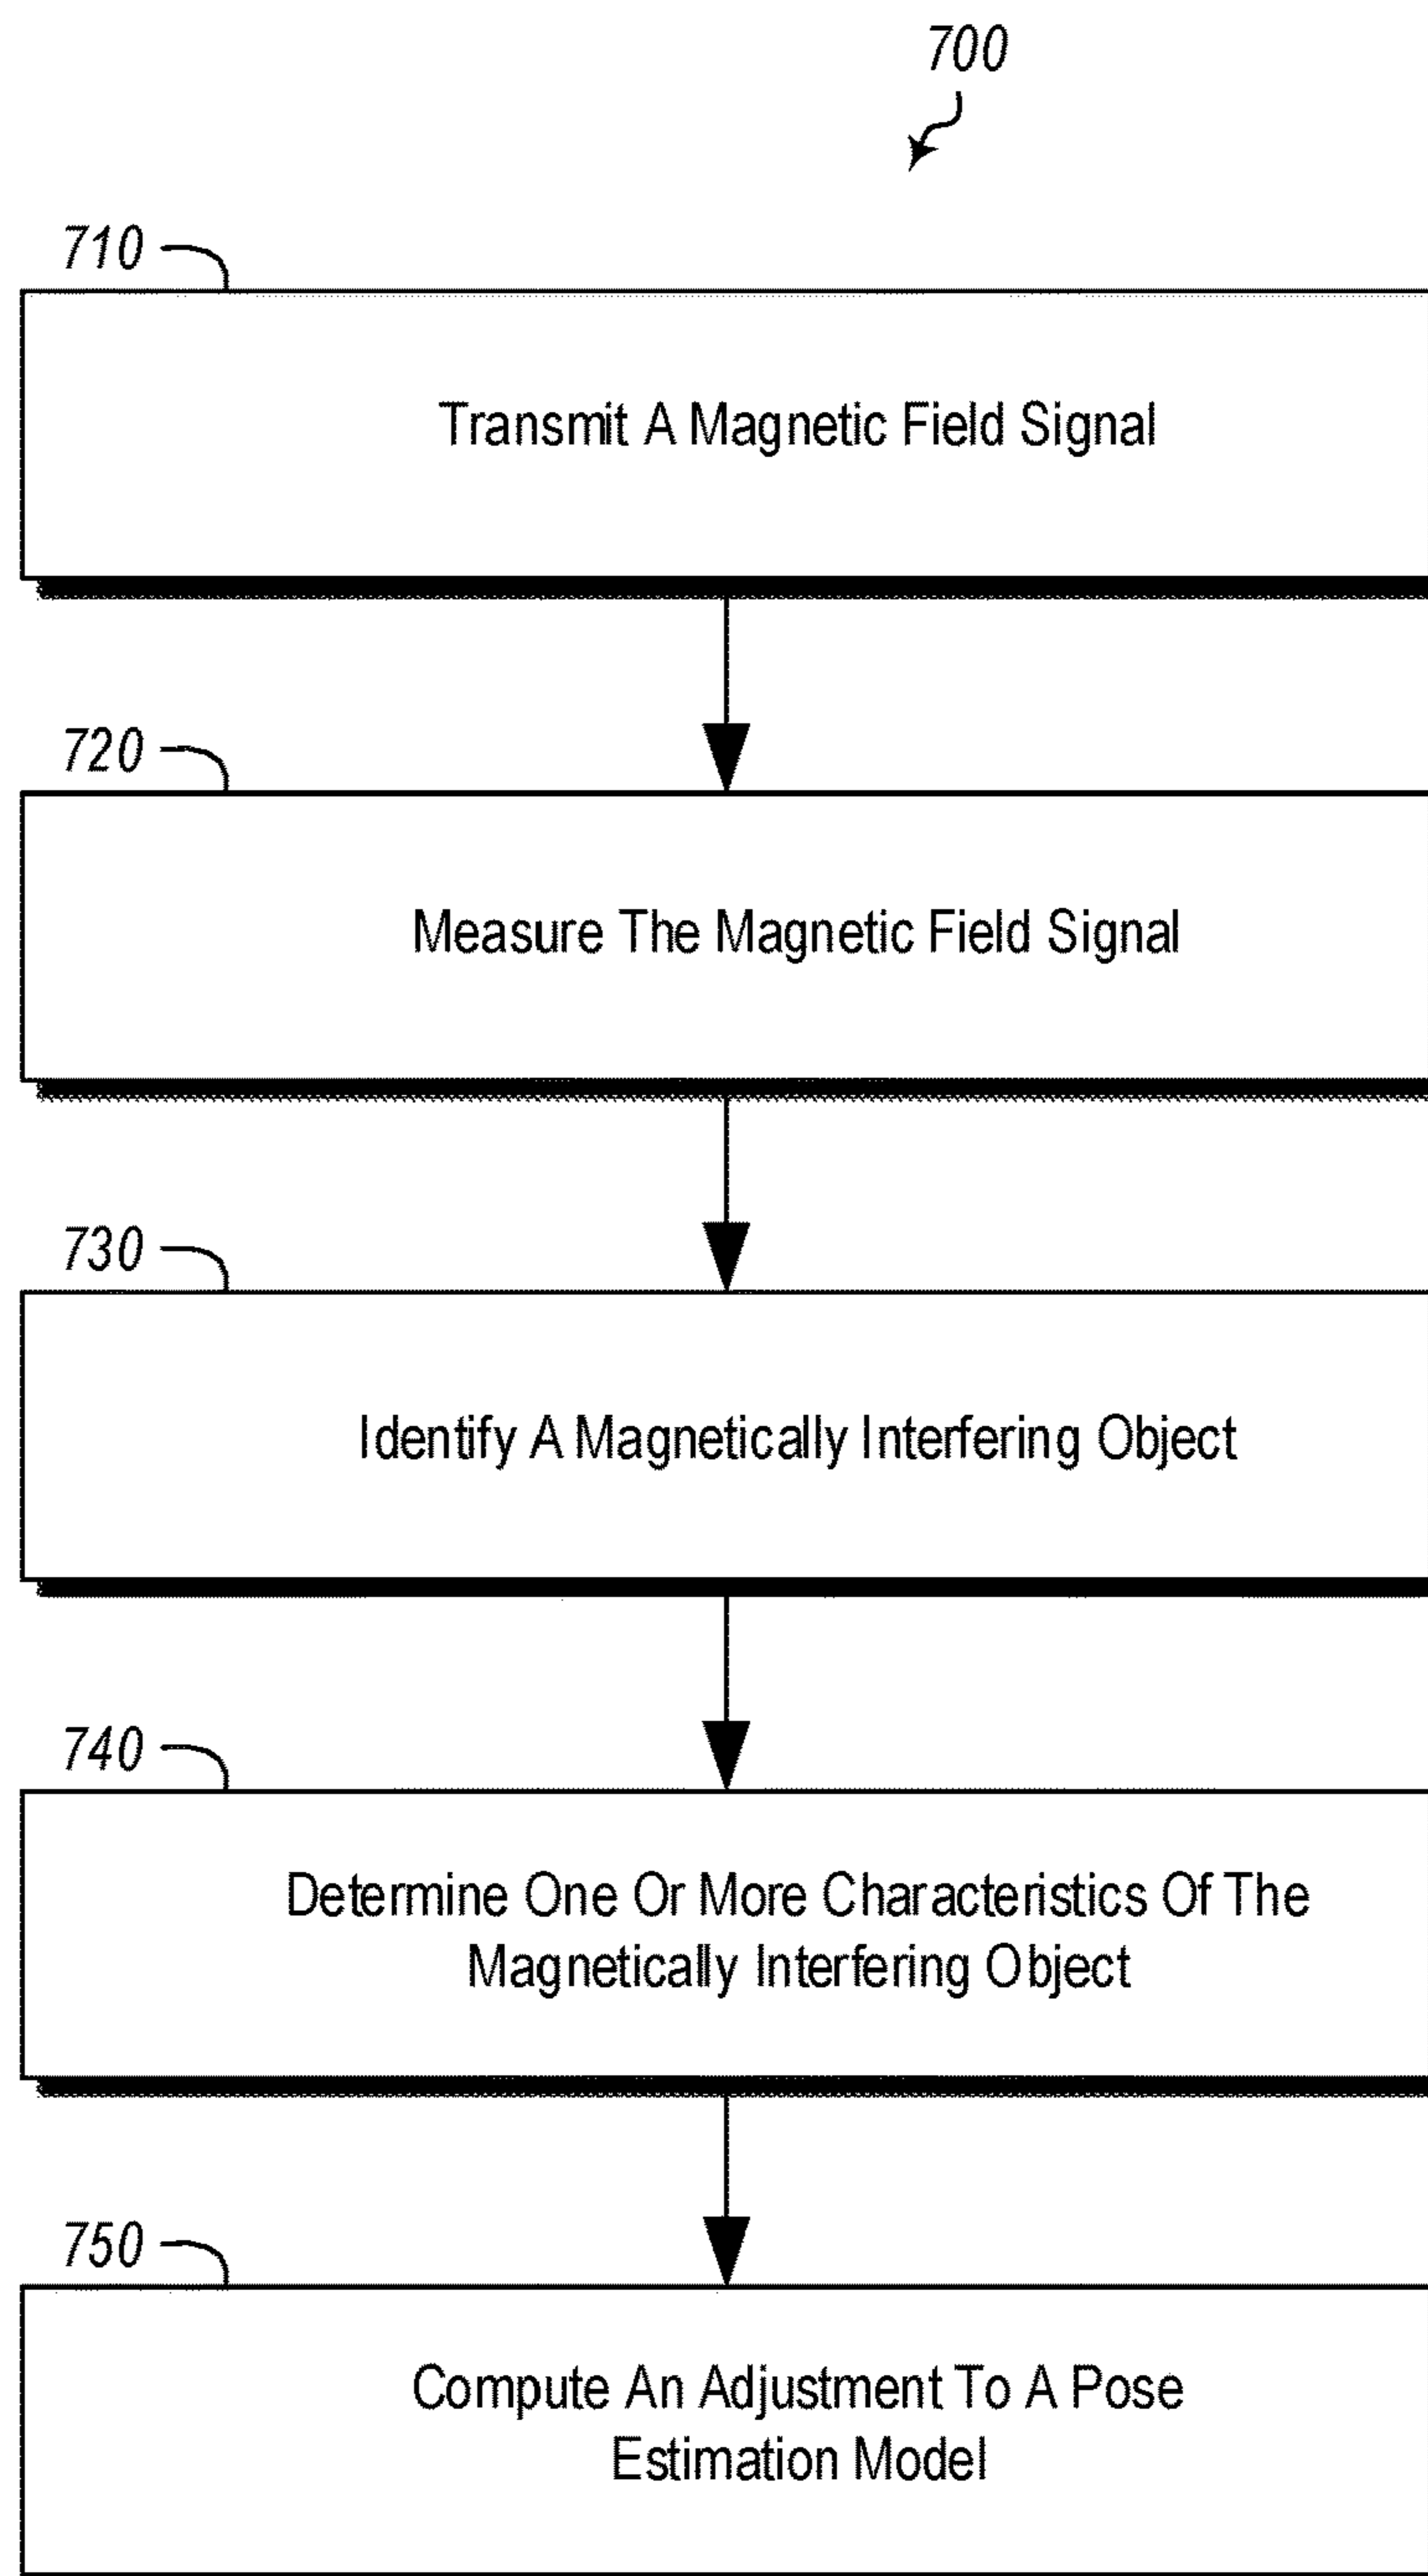 700
710
Transmit A Magnetic Field Signal
720
Measure The Magnetic Field Signal
730
Identify A Magnetically Interfering Object
740
Determine One Or More Characteristics Of The
Magnetically Interfering Object
750
Compute An Adjustment To A Pose
Estimation Model